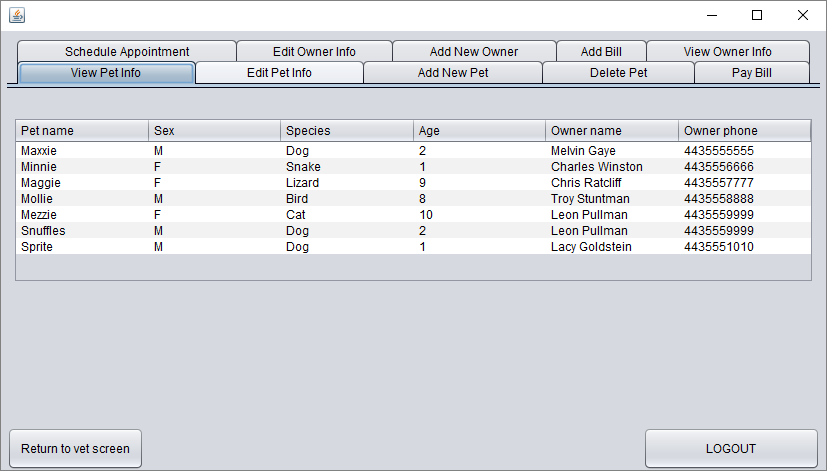 Schedule Appointment Edit Owner Info Add New Owner Add Bill View Owner Info
View Pet Info Edit Pet Info Add New Pet Delete Pet Pay Bill
Pet name Sex Species Age Owner name Owner phone
Maxxie M Dog 2 Melvin Gaye 4435555555
Minnie F Snake 1 Charles Winston 4435556666
Maggie F Lizard 9 Chris Ratcliff 4435557777
Mollie M Bird 8 Troy Stuntman 4435558888
Mezzie F Cat 10 Leon Pullman 4435559999
Snuffles M Dog 2 Leon Pullman 4435559999
Sprite M Dog 1 Lacy Goldstein 4435551010
Return to vet screen LOGOUT